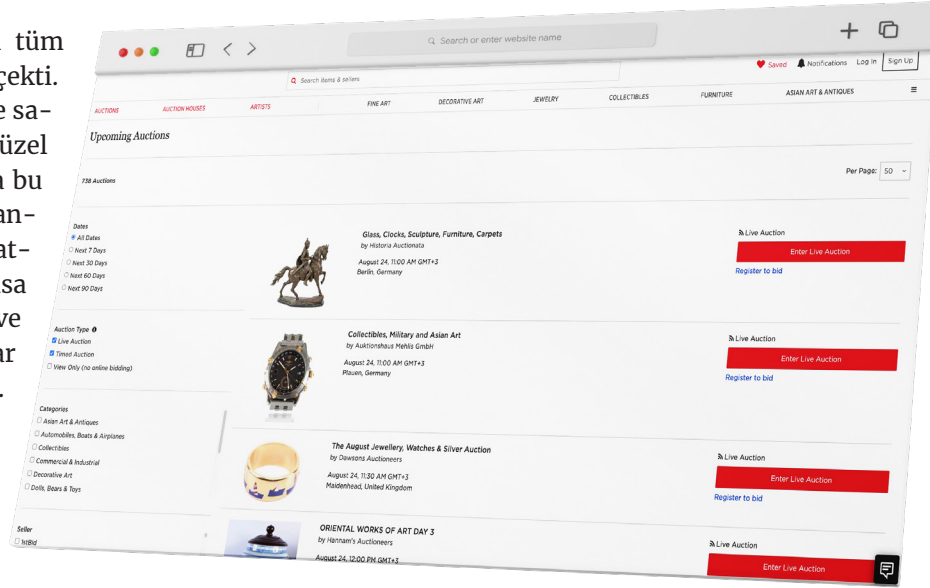 tüm
çekti.
e sa-
üzel
bu
an-
at-
sa
ve
ar
Search or enter website name
Search items & sellers
Saved
Notifications
Log In
Sign Up
AUCTIONS
AUCTION HOUSES
ARTISTS
FINE ART
DECORATIVE ART
JEWELRY
COLLECTIBLES
FURNITURE
ASIAN ART & ANTIQUES
Upcoming Auctions
736 Auctions
Per Page: 50
Dates
All Dates
Next 7 Days
Next 30 Days
Next 60 Days
Next 90 Days
Auction Type
Live Auction
Timed Auction
View Only (no online bidding)
Categories
Asian Art & Antiques
Automobiles, Boats & Airplanes
Collectibles
Commercial & Industrial
Decorative Art
Dolls, Bears & Toys
Seller
1stBid
Glass, Clocks, Sculpture, Furniture, Carpets
by Historia Auctionata
August 24, 11:00 AM GMT+3
Berlin, Germany
Live Auction
Enter Live Auction
Register to bid
Collectibles, Military and Asian Art
by Auktionshaus Mehlis GmbH
August 24, 11:00 AM GMT+3
Plauen, Germany
Live Auction
Enter Live Auction
Register to bid
The August Jewellery, Watches & Silver Auction
by Dawsons Auctioneers
August 24, 11:30 AM GMT+3
Maidenhead, United Kingdom
Live Auction
Enter Live Auction
Register to bid
ORIENTAL WORKS OF ART DAY 3
by Hannam's Auctioneers
August 24, 12:00 PM GMT+3
Live Auction
Enter Live Auction